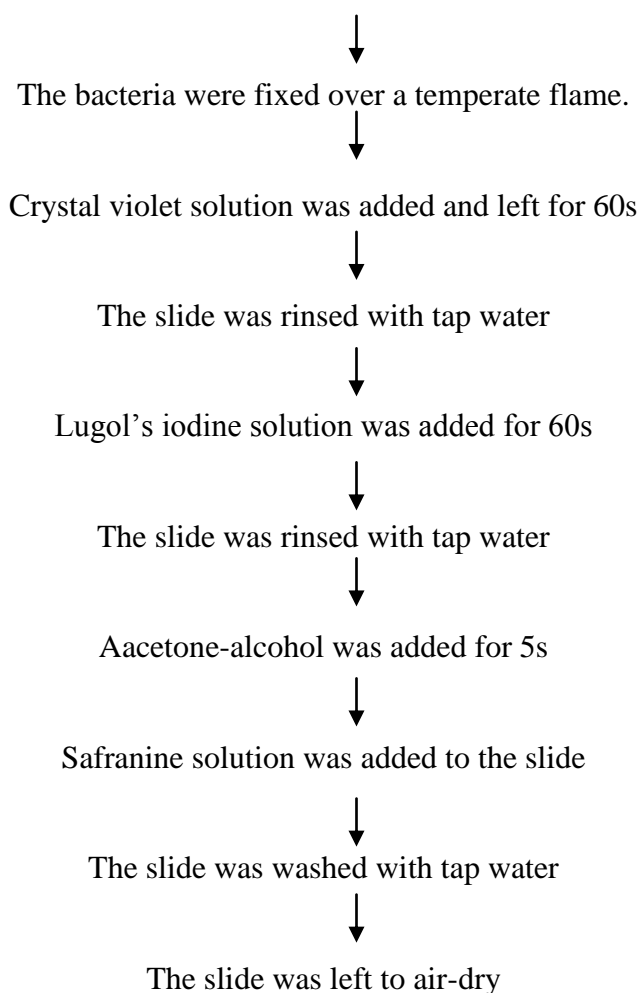 The bacteria were fixed over a temperate flame.
Crystal violet solution was added and left for 60s
The slide was rinsed with tap water
Lugol’s iodine solution was added for 60s
The slide was rinsed with tap water
Aacetone-alcohol was added for 5s
Safranine solution was added to the slide
The slide was washed with tap water
The slide was left to air-dry